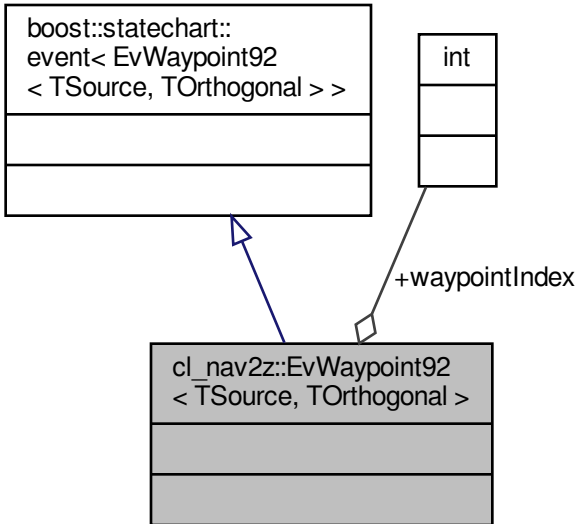 boost::statechart::
event< EvWaypoint92
< TSource, TOrthogonal > >
int
+waypointIndex
cl_nav2z::EvWaypoint92
< TSource, TOrthogonal >